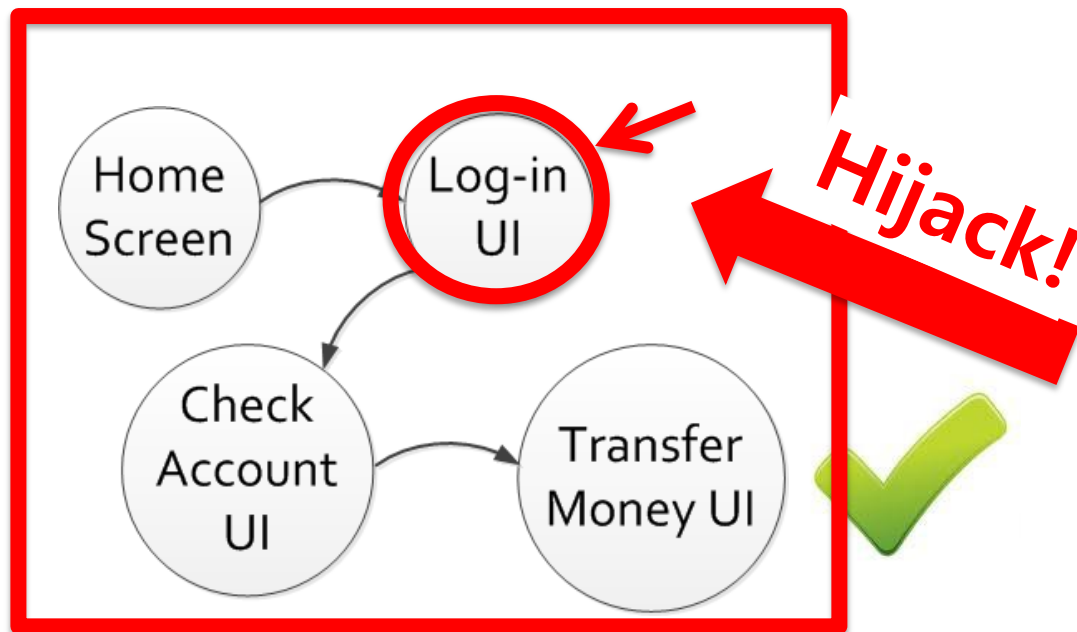 Home
Screen
Log-in
UI
Hijack!
Check
Account
UI
Transfer
Money UI